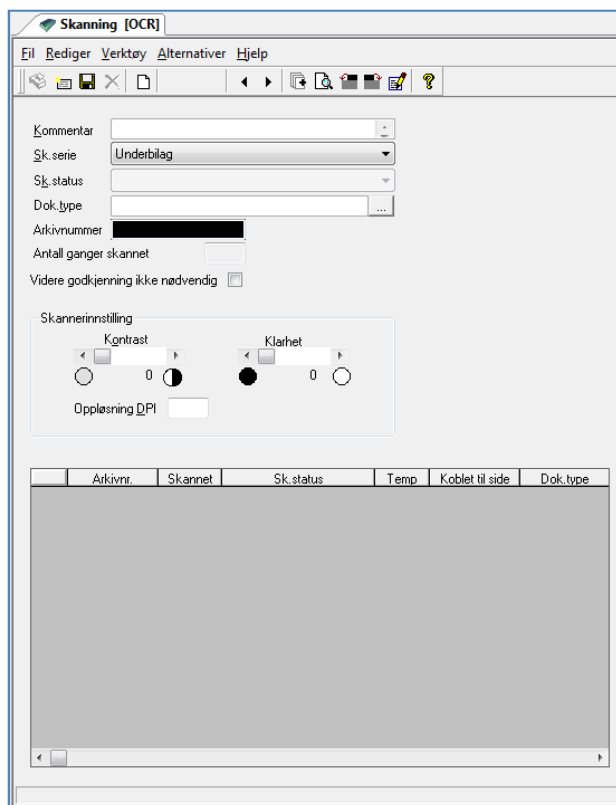 Skanning [OCR]
Fil Rediger Verktøy Alternativer Hjelp
?
Kommentar
Sk.serie Underbilag
Sk.status
Dok.type ...
Arkivnummer
Antall ganger skannet
Videre godkjenning ikke nødvendig
Skannerinnstilling
Kontrast Klarhet
0 0
Oppløsning DPI
Arkivnr. Skannet Sk.status Temp Koblet til side Dok.type